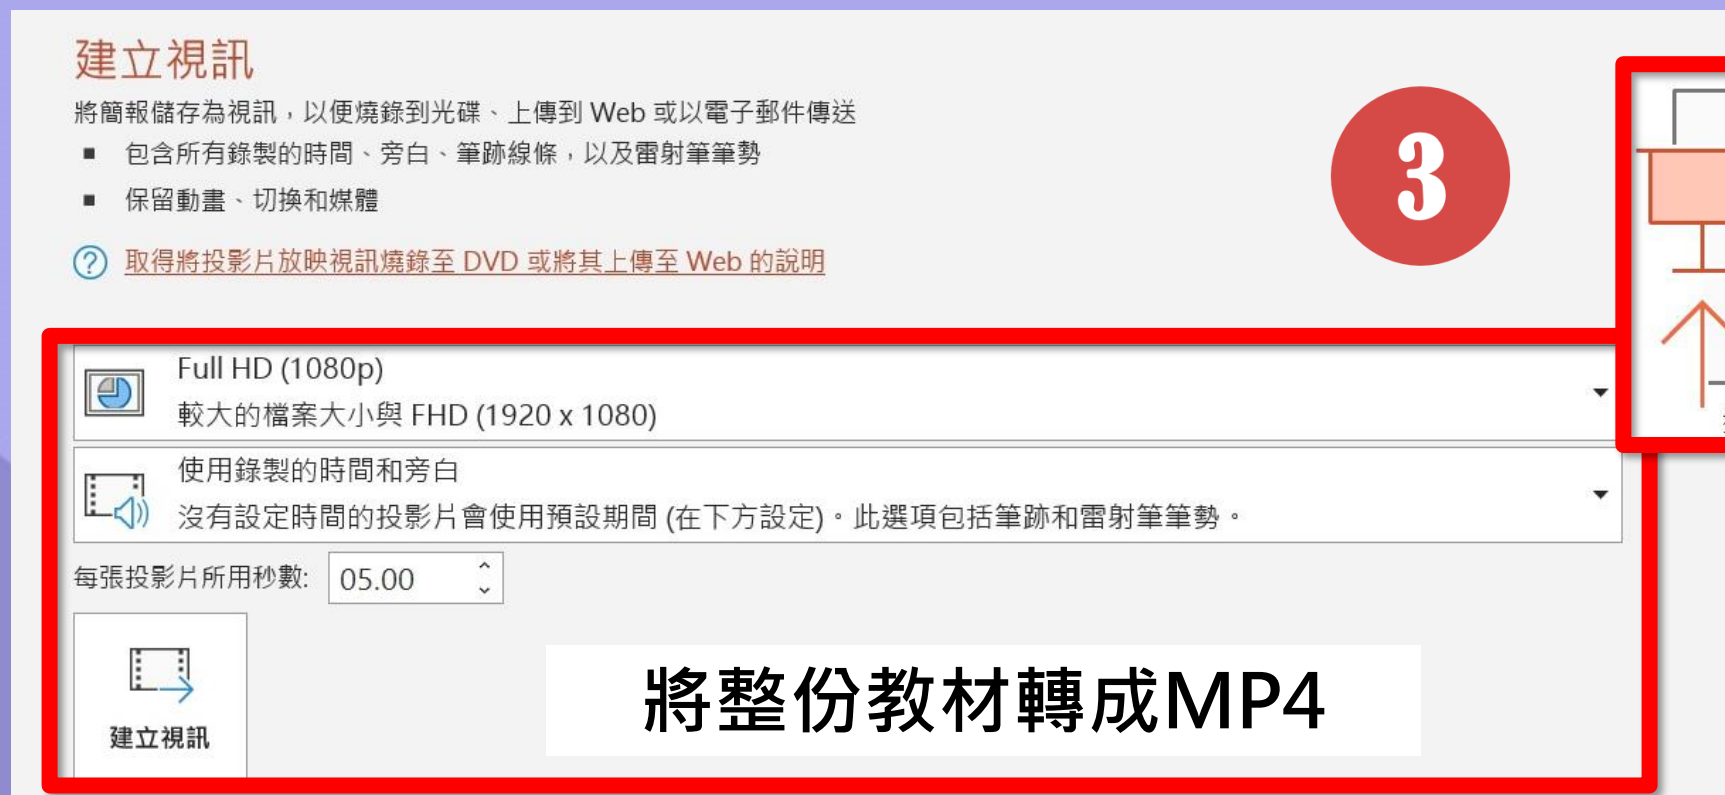 建立視訊
將簡報儲存為視訊，以便燒錄到光碟、上傳到 Web 或以電子郵件傳送
■ 包含所有錄製的時間、旁白、筆跡線條，以及雷射筆筆勢
■ 保留動畫、切換和媒體
取得將投影片放映視訊燒錄至 DVD 或將其上傳至 Web 的說明
3
Full HD (1080p)
較大的檔案大小與 FHD (1920 x 1080)
使用錄製的時間和旁白
沒有設定時間的投影片會使用預設期間 (在下方設定)。此選項包括筆跡和雷射筆筆勢。
每張投影片所用秒數: 05.00
建立視訊
將整份教材轉成MP4